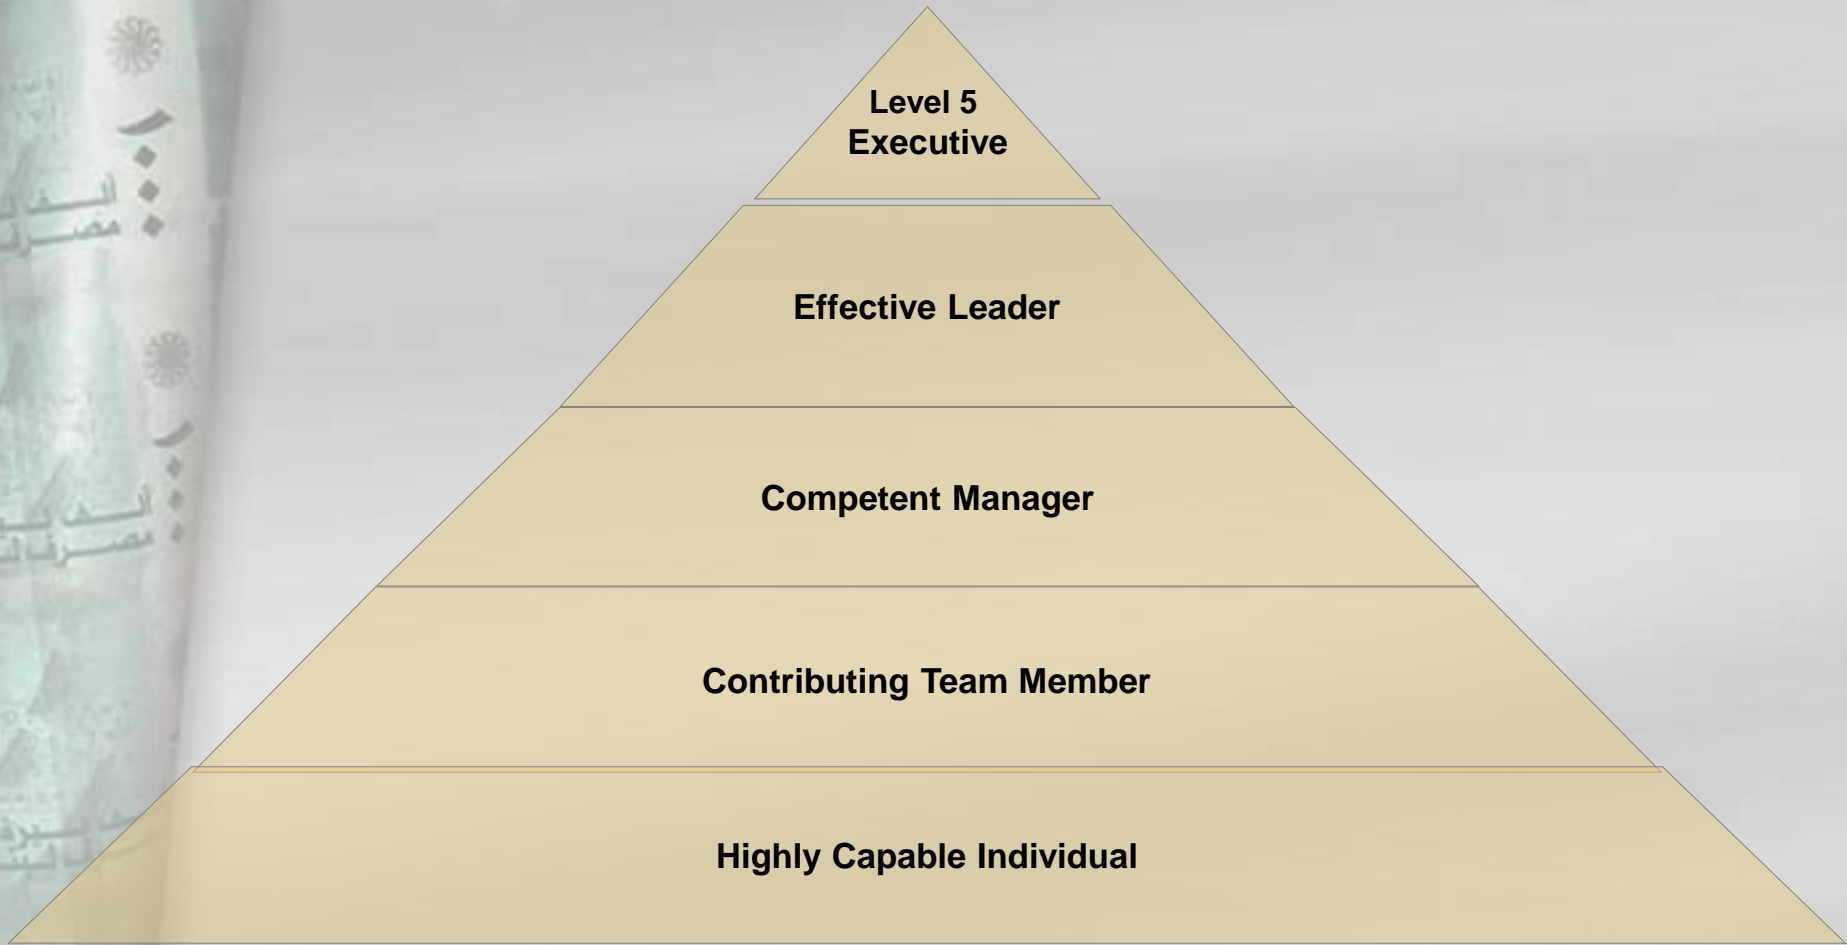 Level 5
Executive
Effective Leader
Competent Manager
Contributing Team Member
Highly Capable Individual